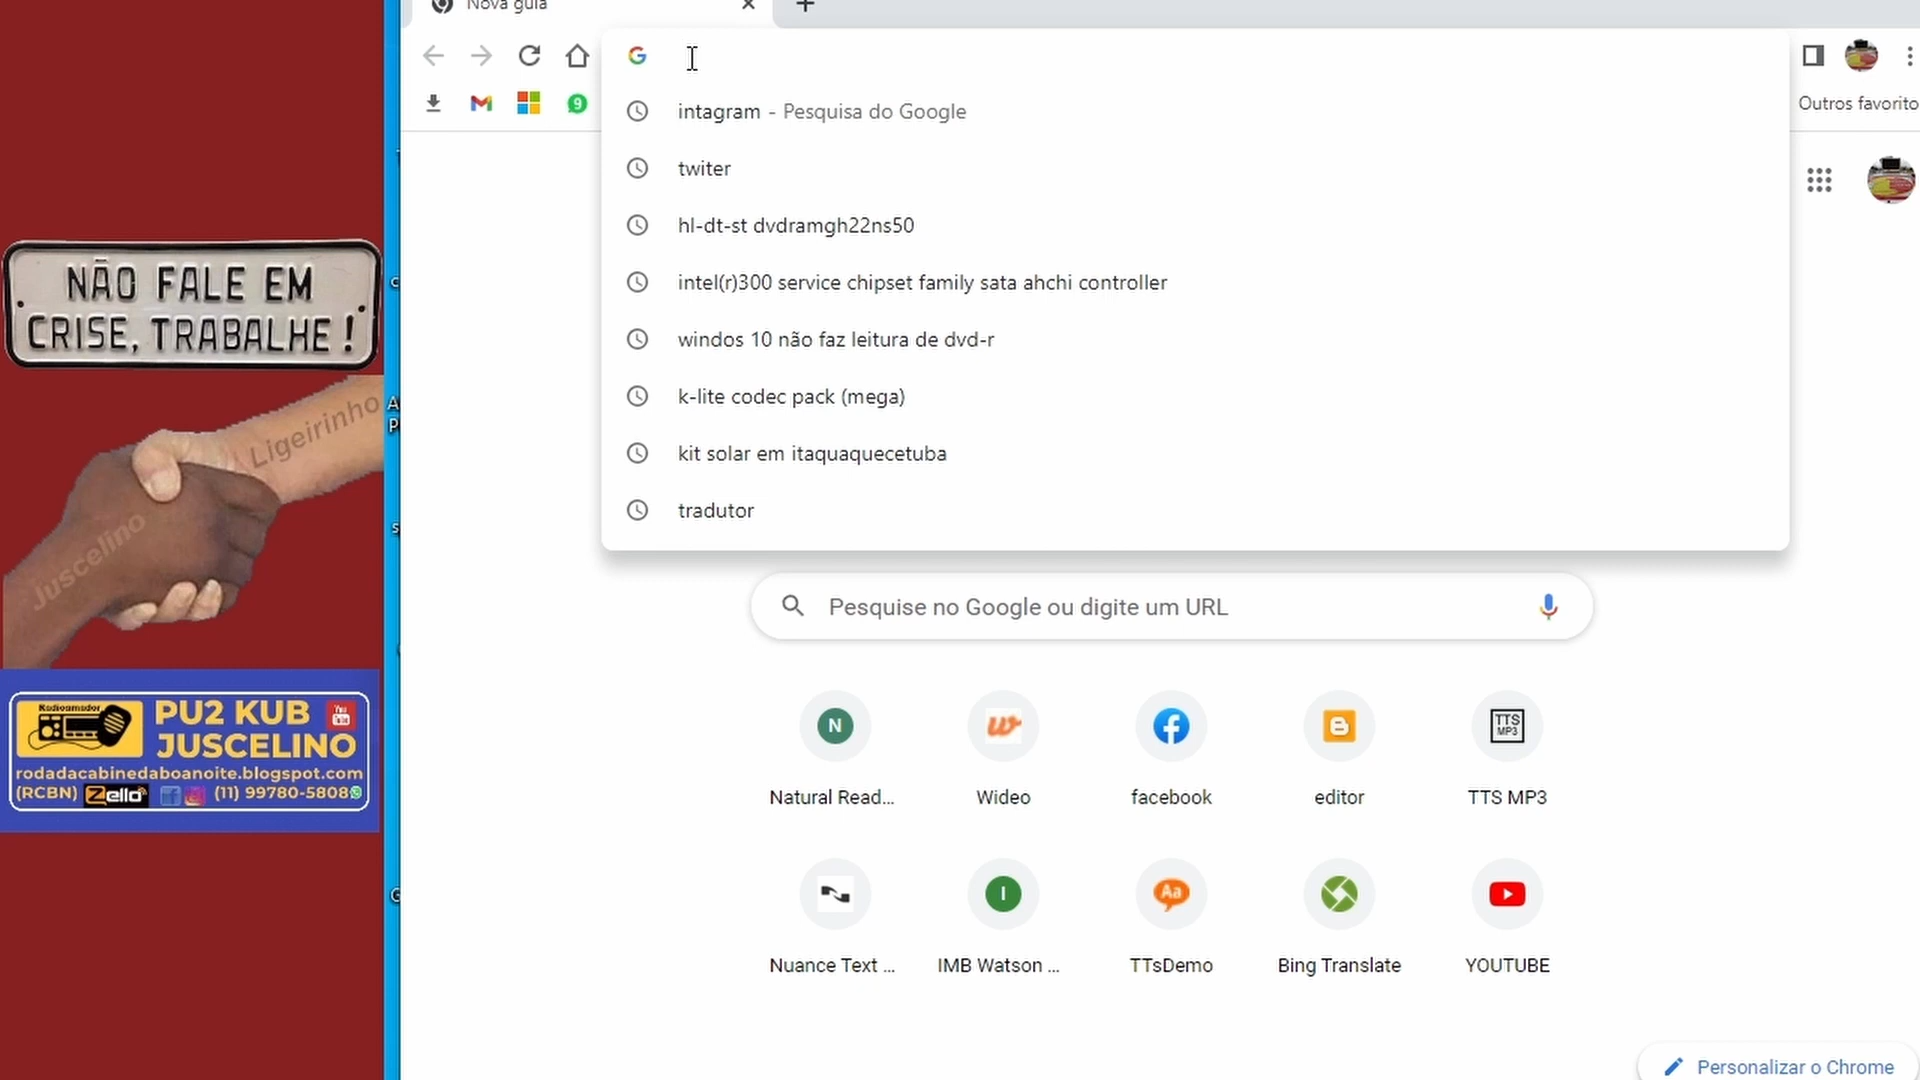 Nova guia
Outros favorito
intagram - Pesquisa do Google
twiter
hl-dt-st dvdramgh22ns50
intel(r)300 service chipset family sata ahchi controller
windos 10 não faz leitura de dvd-r
k-lite codec pack (mega)
kit solar em itaquaquecetuba
tradutor
Pesquise no Google ou digite um URL
N
Natural Read...
Wideo
facebook
editor
TTS
MP3
TTS MP3
Nuance Text ...
I
IMB Watson ...
Aa
TTsDemo
Bing Translate
YOUTUBE
Personalizar o Chrome
9
NÃO FALE EM
CRISE, TRABALHE !
Ligeirinho
Juscelino
Radioamador
PU2 KUB
You
JUSCELINO
rodadacabinedaboanoite.blogspot.com
(RCBN) Zello (11) 99780-5808